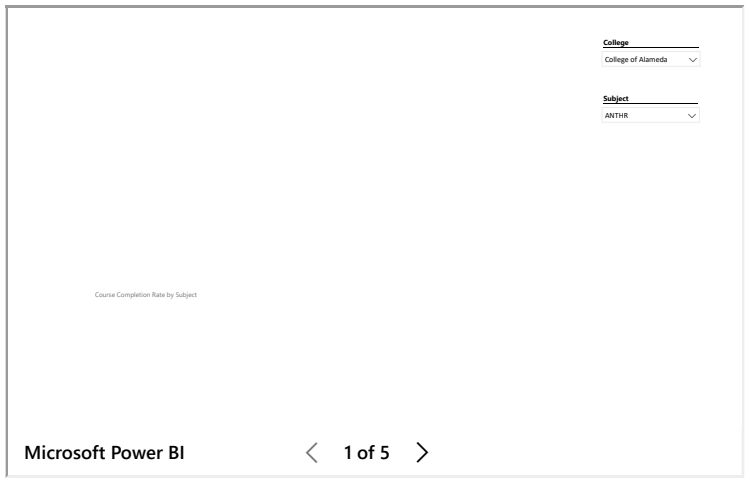 College
College of Alameda
Subject
ANTHR
Course Completion Rate by Subject
Microsoft Power BI
1 of 5